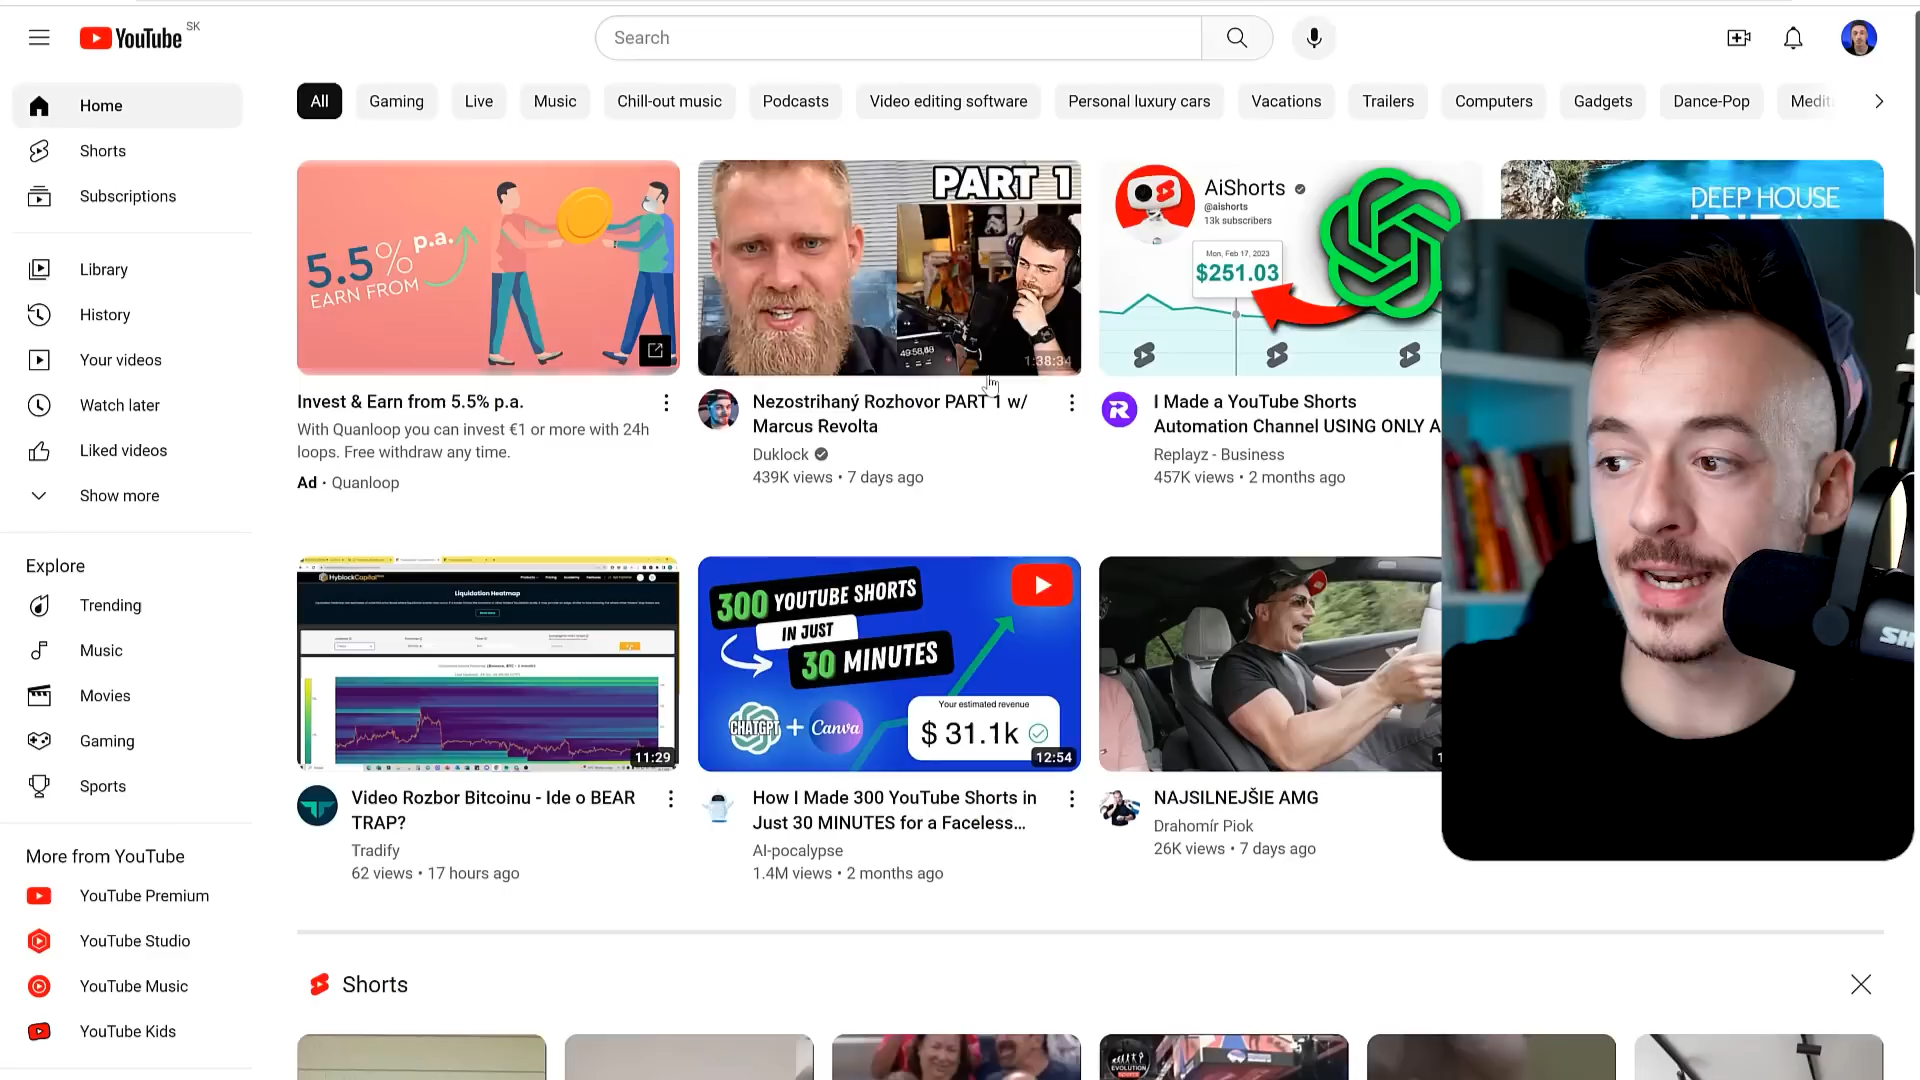 YouTube SK
Search
Home
Shorts
Subscriptions
Library
History
Your videos
Watch later
Liked videos
Show more
Explore
Trending
Music
Movies
Gaming
Sports
More from YouTube
YouTube Premium
YouTube Studio
YouTube Music
YouTube Kids
All
Gaming
Live
Music
Chill-out music
Podcasts
Video editing software
Personal luxury cars
Vacations
Trailers
Computers
Gadgets
Dance-Pop
5.5% p.a.
EARN FROM
Invest & Earn from 5.5% p.a.
With Quanloop you can invest €1 or more with 24h
loops. Free withdraw any time.
Ad • Quanloop
PART 1
1:38:34
Nezostrihaný Rozhovor PART 1 w/
Marcus Revolta
Duklock
439K views • 7 days ago
AiShorts
@aishorts
13k subscribers
Mon, Feb 17, 2023
$251.03
I Made a YouTube Shorts
Automation Channel USING ONLY A
Replayz - Business
457K views • 2 months ago
DEEP HOUSE
Liquidation Heatmap
11:29
Video Rozbor Bitcoinu - Ide o BEAR
TRAP?
Tradify
62 views • 17 hours ago
300 YOUTUBE SHORTS
IN JUST
30 MINUTES
CHATGPT + Canva
Your estimated revenue
$ 31.1k
12:54
How I Made 300 YouTube Shorts in
Just 30 MINUTES for a Faceless...
AI-pocalypse
1.4M views • 2 months ago
NAJSILNEJŠIE AMG
Drahomír Piok
26K views • 7 days ago
Shorts
EVOLUTION